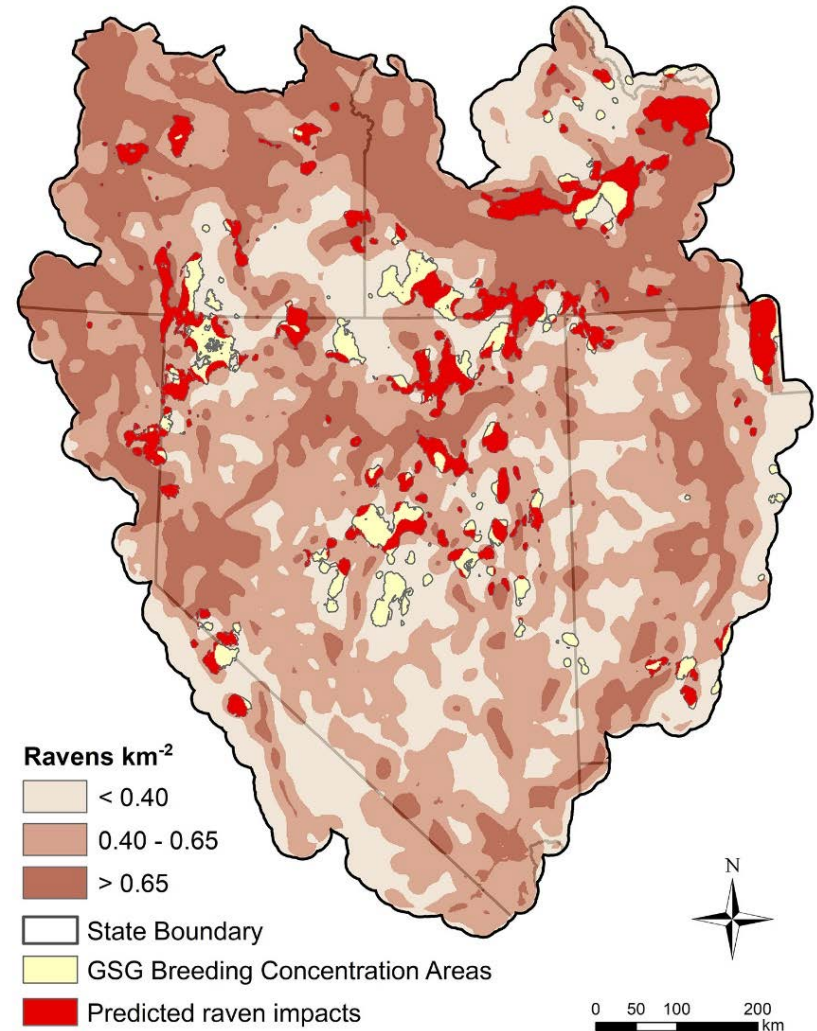 Ravens km-2
< 0.40
0.40 - 0.65
> 0.65
State Boundary
GSG Breeding Concentration Areas
Predicted raven impacts
N
0 50 100 200
km